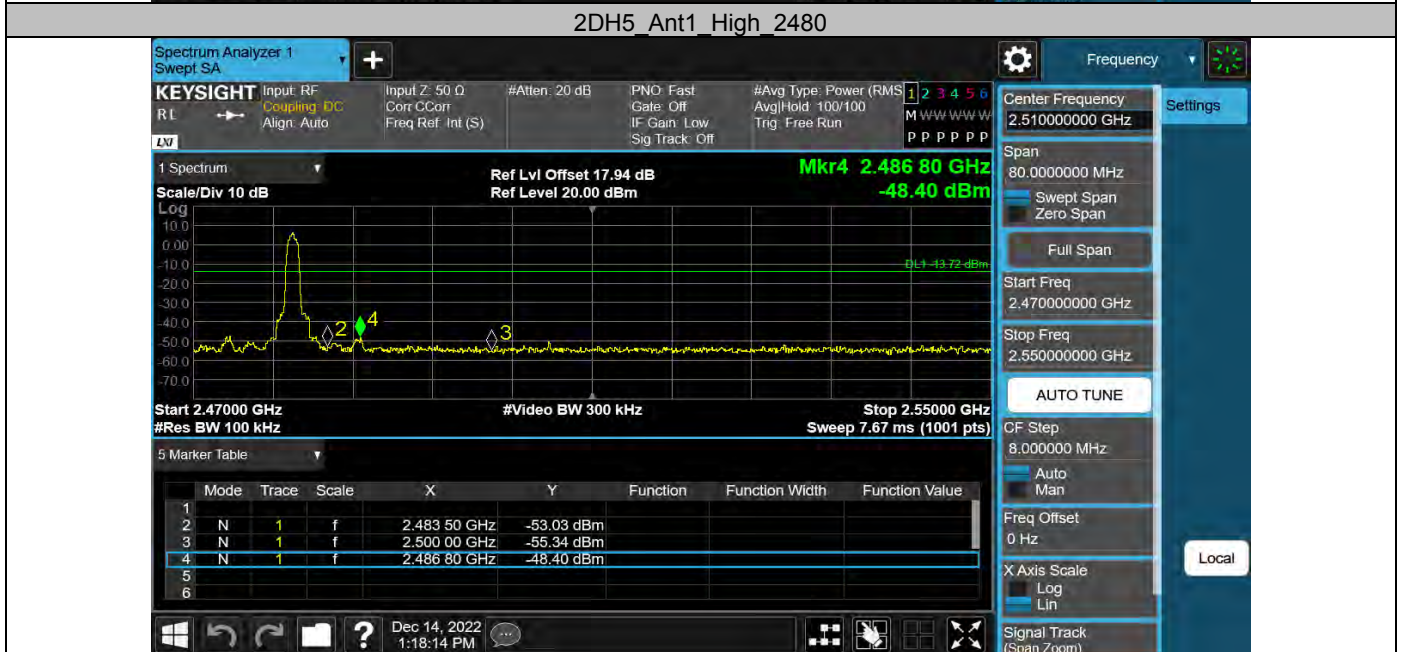 2DH5_Ant1_High_2480
Spectrum Analyzer 1
Swept SA
+
Frequency
KEYSIGHT
RL
LXI
Input: RF
Coupling: DC
Align: Auto
Input Z: 50 Ω
Corr CCorr
Freq Ref: Int (S)
#Atten: 20 dB
PNO: Fast
Gate: Off
IF Gain: Low
Sig Track: Off
#Avg Type: Power (RMS
Avg|Hold: 100/100
Trig: Free Run
1 2 3 4 5 6
M W W W W W
P P P P P P
1 Spectrum
Scale/Div 10 dB
Ref Lvl Offset 17.94 dB
Ref Level 20.00 dBm
Mkr4 2.486 80 GHz
-48.40 dBm
Log
10.0
0.00
-10.0
-20.0
-30.0
-40.0
-50.0
-60.0
-70.0
DL1 -13.72 dBm
2
4
3
Start 2.47000 GHz
#Video BW 300 kHz
Stop 2.55000 GHz
#Res BW 100 kHz
Sweep 7.67 ms (1001 pts)
5 Marker Table
Mode Trace Scale X Y Function Function Width Function Value
1
2 N 1 f 2.483 50 GHz -53.03 dBm
3 N 1 f 2.500 00 GHz -55.34 dBm
4 N 1 f 2.486 80 GHz -48.40 dBm
5
6
?
Dec 14, 2022
1:18:14 PM
Center Frequency
2.510000000 GHz
Settings
Span
80.0000000 MHz
Swept Span
Zero Span
Full Span
Start Freq
2.470000000 GHz
Stop Freq
2.550000000 GHz
AUTO TUNE
CF Step
8.000000 MHz
Auto
Man
Freq Offset
0 Hz
Local
X Axis Scale
Log
Lin
Signal Track
(Span Zoom)